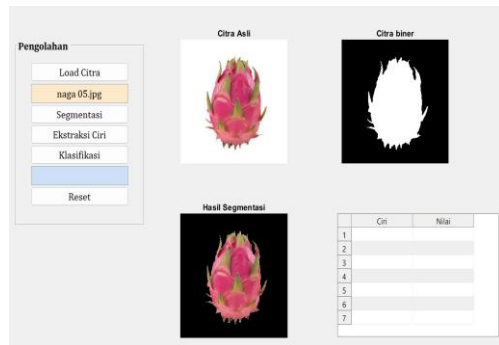 Pengolahan
Load Citra
naga 05.jpg
Segmentasi
Ekstraksi Ciri
Klasifikasi
Reset
Citra Asli
Citra biner
Hasil Segmentasi
Ciri Nilai
1
2
3
4
5
6
7